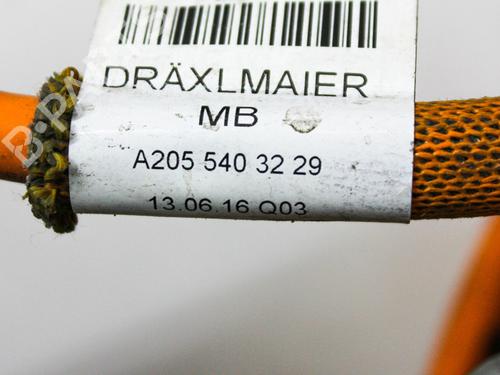 DRÄXLMAIER
MB
A205 540 32 29
13.06.16 Q03